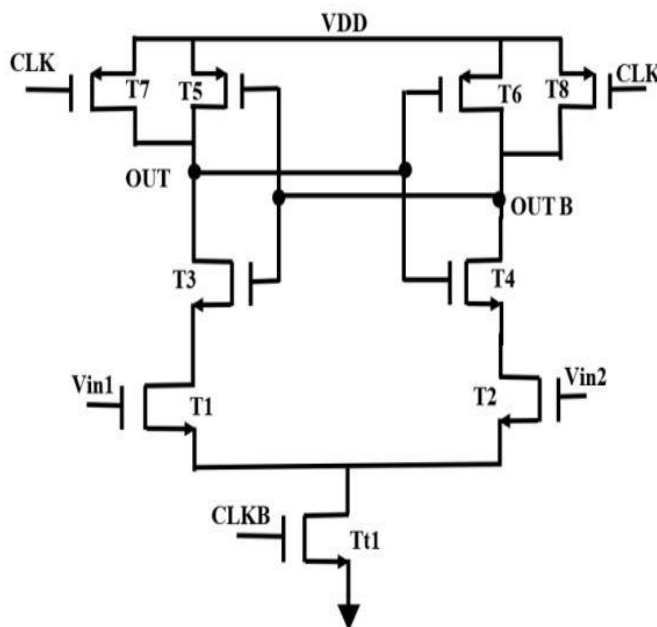 VDD
CLK
T7
T5
T6
T8
CLK
OUT
OUT B
T3
T4
Vin1
T1
T2
Vin2
CLKB
Tt1